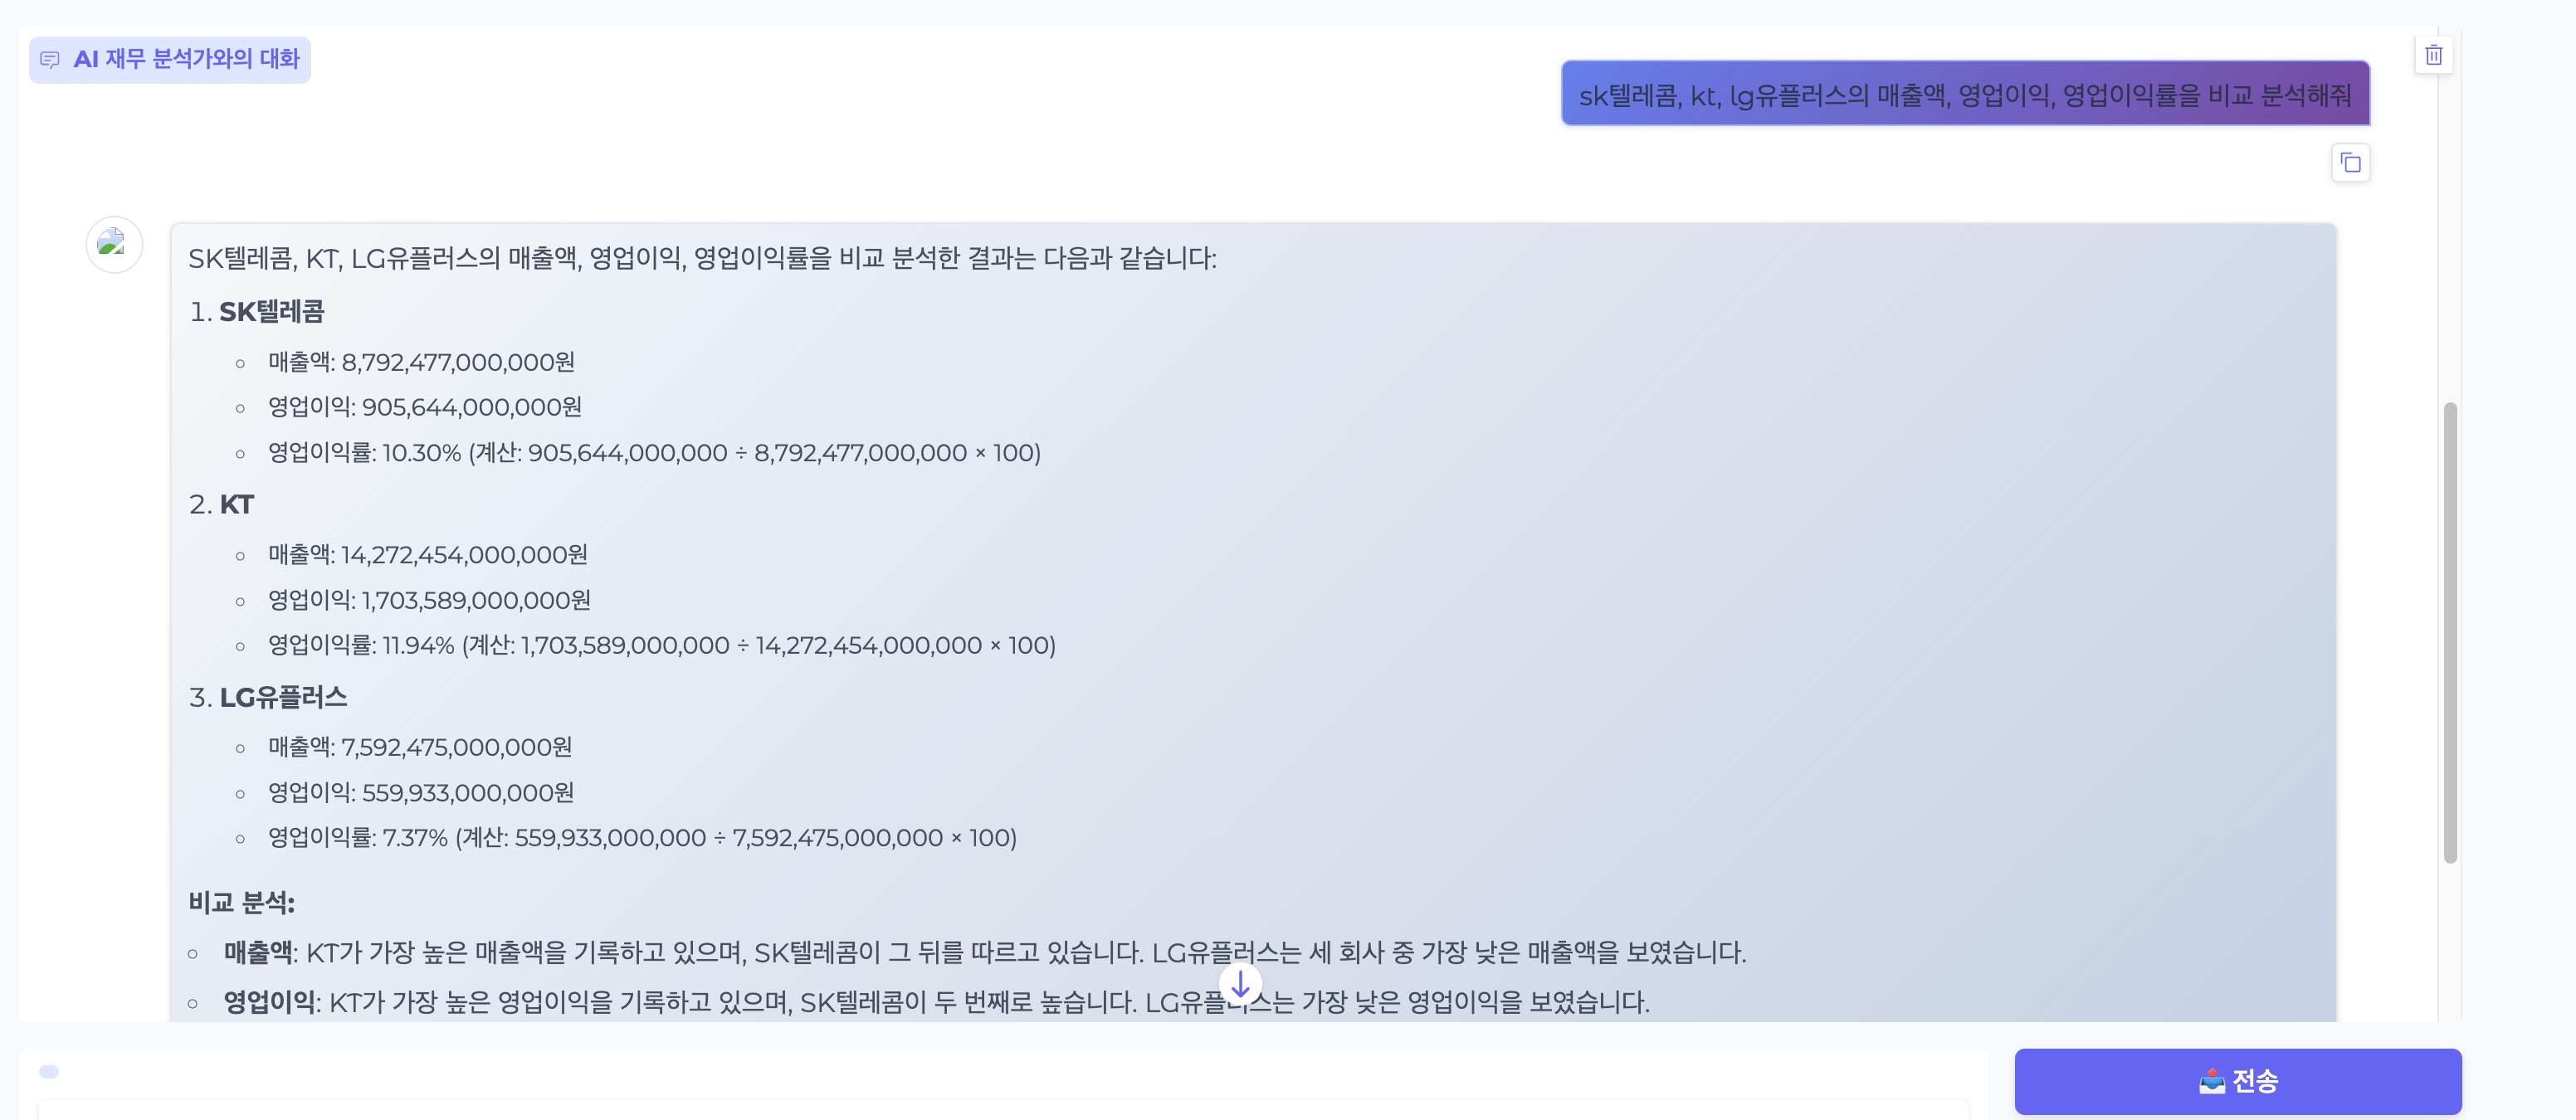 AI 재무 분석가와의 대화
sk텔레콤, kt, lg유플러스의 매출액, 영업이익, 영업이익률을 비교 분석해줘
SK텔레콤, KT, LG유플러스의 매출액, 영업이익, 영업이익률을 비교 분석한 결과는 다음과 같습니다:
1. SK텔레콤
매출액: 8,792,477,000,000원
영업이익: 905,644,000,000원
영업이익률: 10.30% (계산: 905,644,000,000 ÷ 8,792,477,000,000 × 100)
2. KT
매출액: 14,272,454,000,000원
영업이익: 1,703,589,000,000원
영업이익률: 11.94% (계산: 1,703,589,000,000 ÷ 14,272,454,000,000 × 100)
3. LG유플러스
매출액: 7,592,475,000,000원
영업이익: 559,933,000,000원
영업이익률: 7.37% (계산: 559,933,000,000 ÷ 7,592,475,000,000 × 100)
비교 분석:
매출액: KT가 가장 높은 매출액을 기록하고 있으며, SK텔레콤이 그 뒤를 따르고 있습니다. LG유플러스는 세 회사 중 가장 낮은 매출액을 보였습니다.
영업이익: KT가 가장 높은 영업이익을 기록하고 있으며, SK텔레콤이 두 번째로 높습니다. LG유플러스는 가장 낮은 영업이익을 보였습니다.
전송